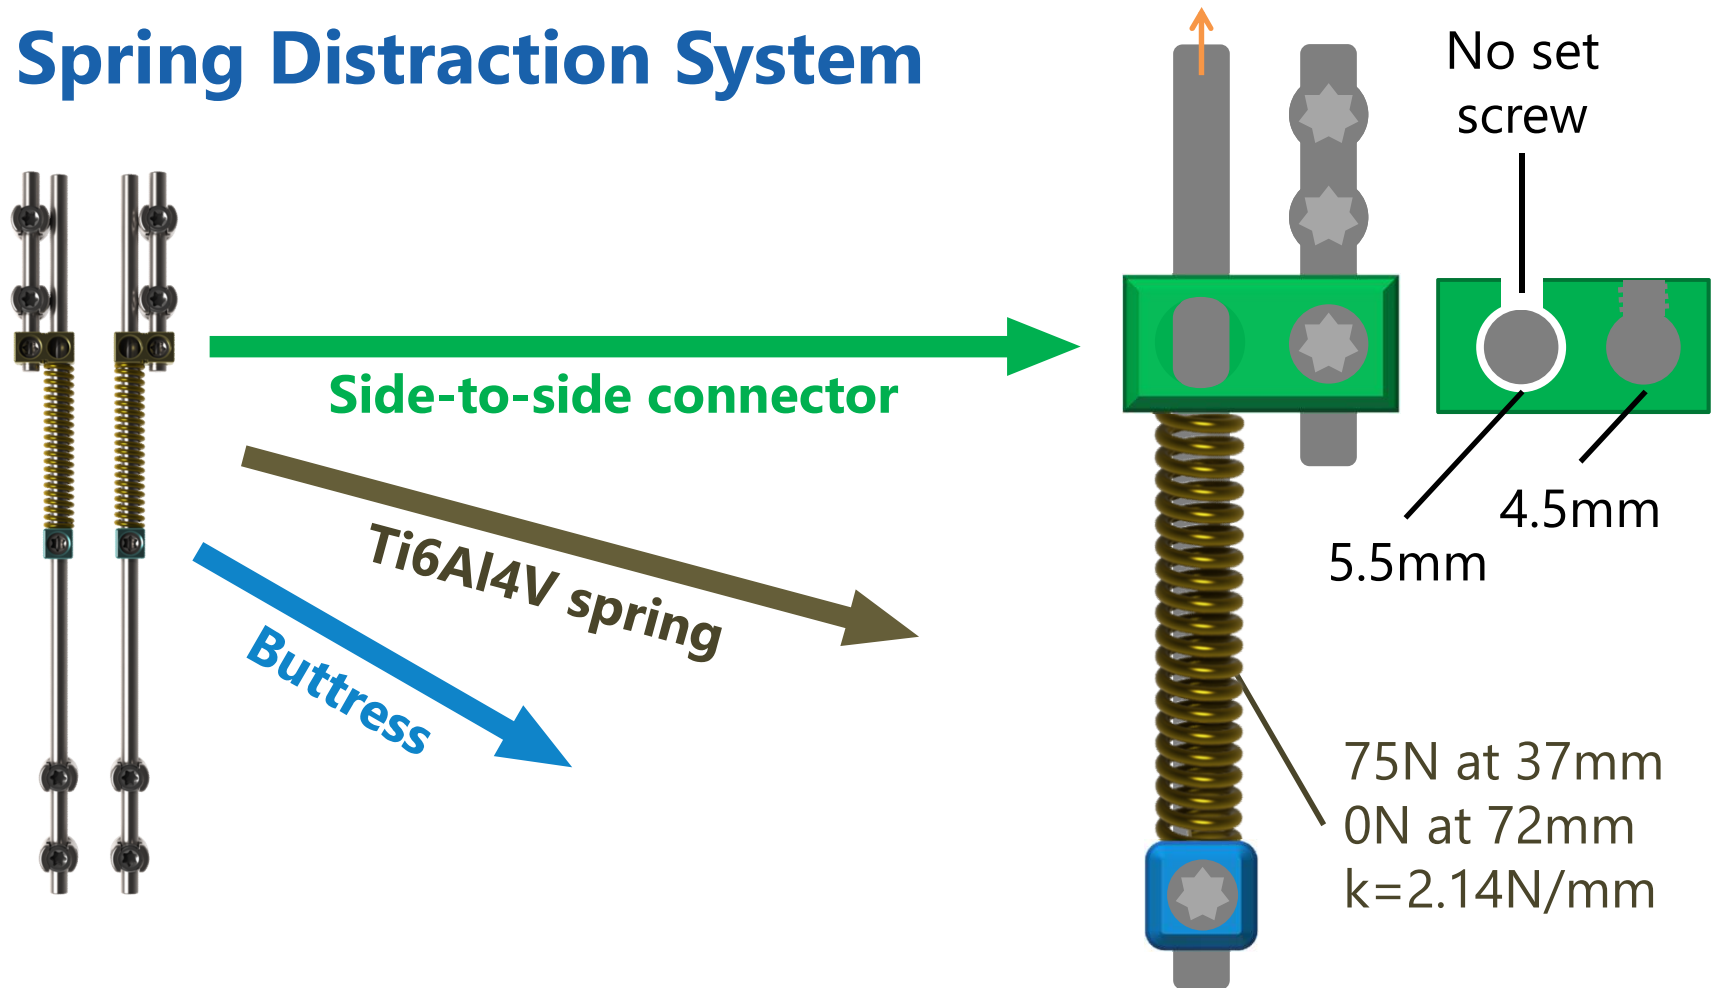 Spring Distraction System
No set
screw
Side-to-side connector
4.5mm
5.5mm
Ti6Al4V spring
Buttress
75N at 37mm
0N at 72mm
k=2.14N/mm